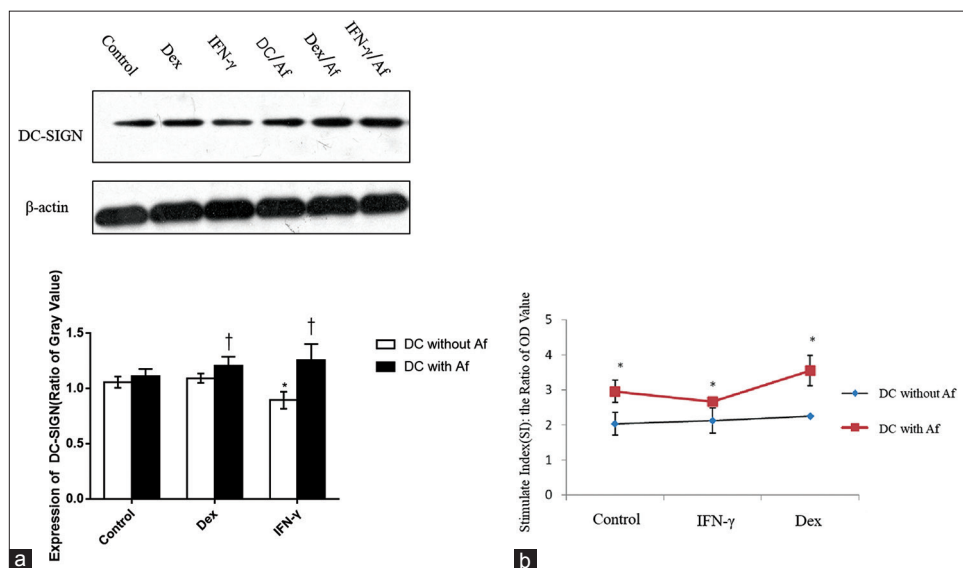 Control Dex IFN-γ DC/Af Dex/Af IFN-γ/Af
DC-SIGN
β-actin
Expression of DC-SIGN(Ratio of Gray Value)
1.5
1.0
0.5
0.0
†
†
*
Control Dex IFN-γ
DC without Af
DC with Af
a
Stimulate Index(SI): the Ratio of OD Value
5
4
3
2
1
0
*
*
*
Control IFN-γ Dex
DC without Af
DC with Af
b